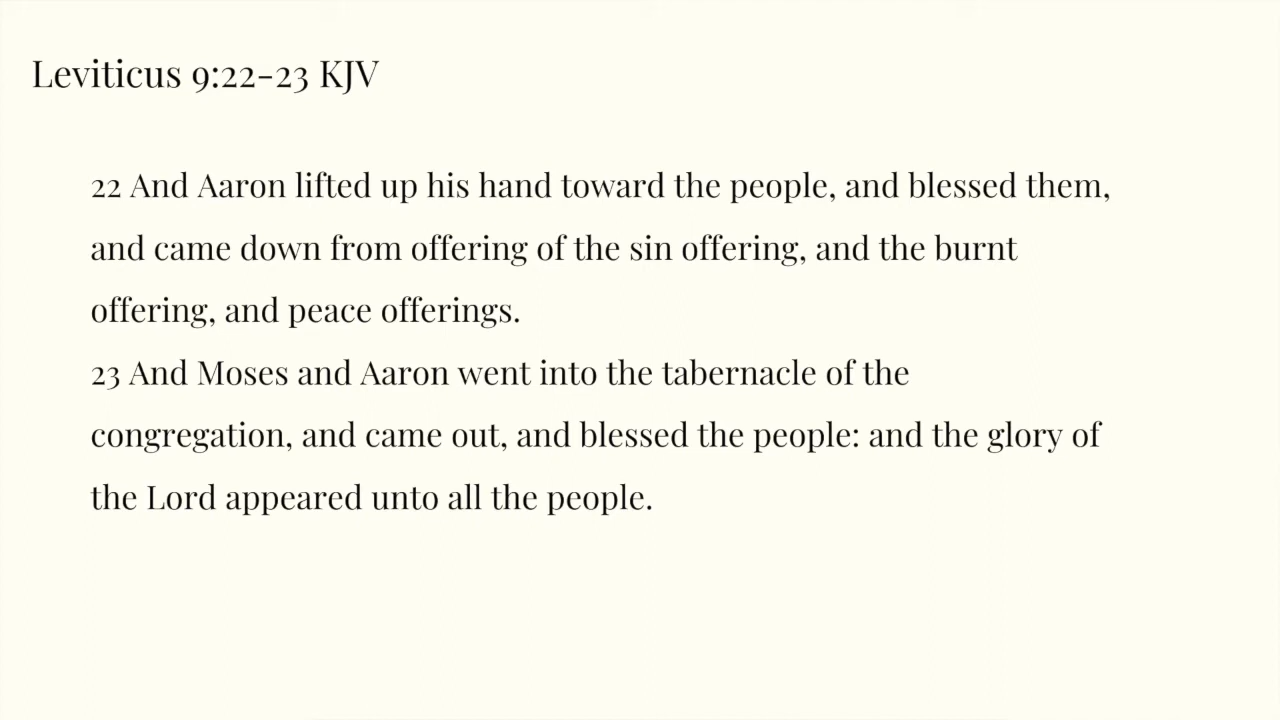 Leviticus 9:22-23 KJV
22 And Aaron lifted up his hand toward the people, and blessed them,
and came down from offering of the sin offering, and the burnt
offering, and peace offerings.
23 And Moses and Aaron went into the tabernacle of the
congregation, and came out, and blessed the people: and the glory of
the Lord appeared unto all the people.